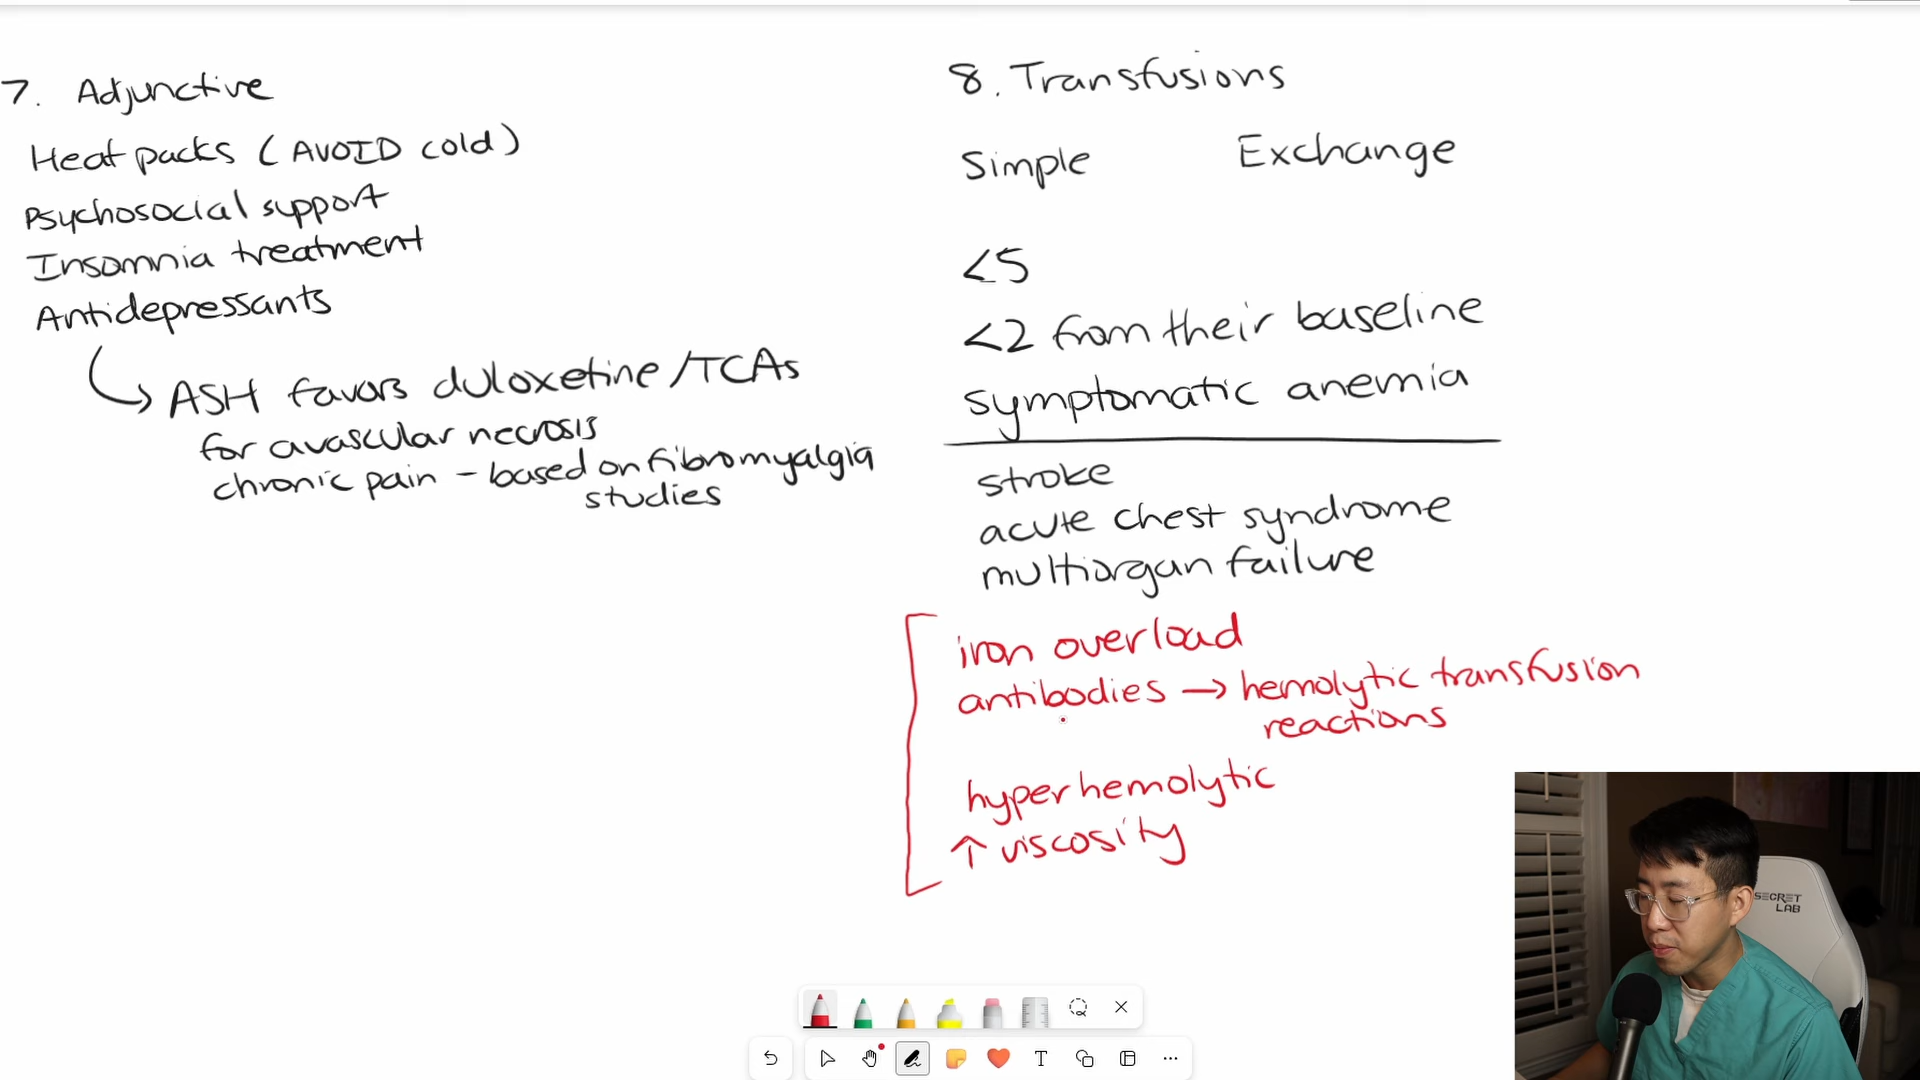 7. Adjunctive
Heat packs (AVOID cold)
Psychosocial support
Insomnia treatment
Antidepressants
ASH favors duloxetine/TCAs
for avascular necrosis
chronic pain - based on fibromyalgia
studies
8. Transfusions
Simple Exchange
<5
<2 from their baseline
symptomatic anemia
stroke
acute chest syndrome
multiorgan failure
iron overload
antibodies → hemolytic transfusion
reactions
hyperhemolytic
↑ viscosity
SECRET
LAB
T